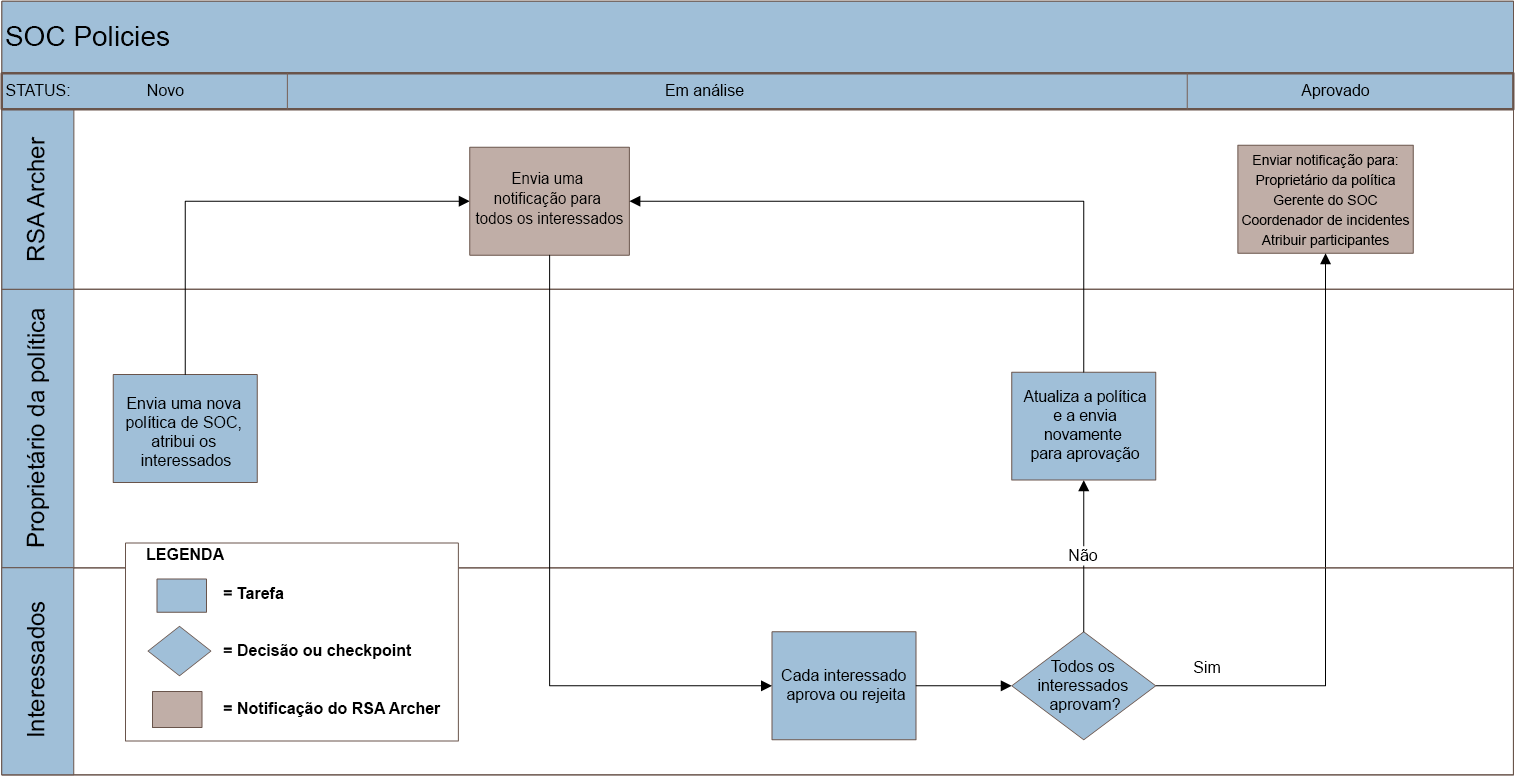 SOC Policies
STATUS:
Novo
Em análise
Aprovado
RSA Archer
Envia uma
notificação para
todos os interessados
Enviar notificação para:
Proprietário da política
Gerente do SOC
Coordenador de incidentes
Atribuir participantes
Proprietário da política
Envia uma nova
política de SOC,
atribui os
interessados
Atualiza a política
e a envia
novamente
para aprovação
Não
Interessados
LEGENDA
= Tarefa
= Decisão ou checkpoint
= Notificação do RSA Archer
Cada interessado
aprova ou rejeita
Todos os
interessados
aprovam?
Sim